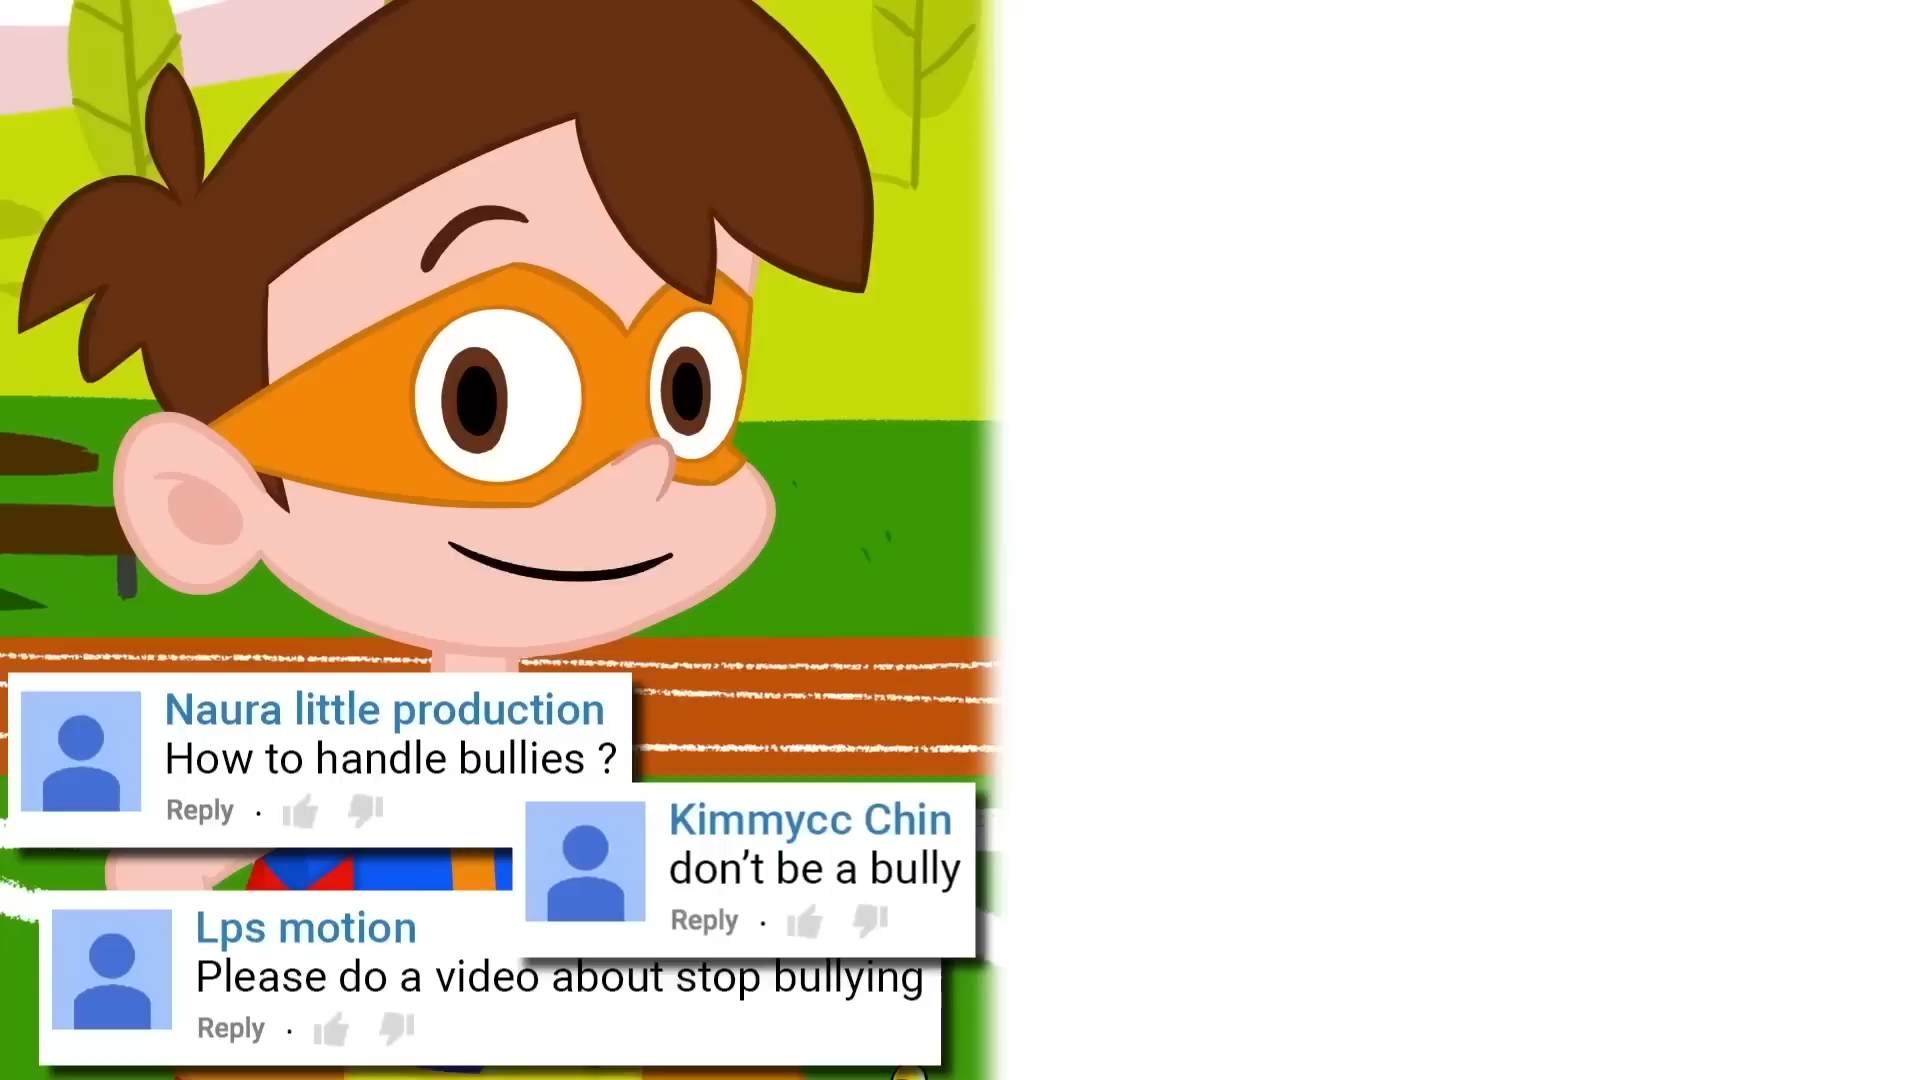 Naura little production
How to handle bullies ?
Reply .
Kimmycc Chin
don't be a bully
Reply .
Lps motion
Please do a video about stop bullying
Reply .